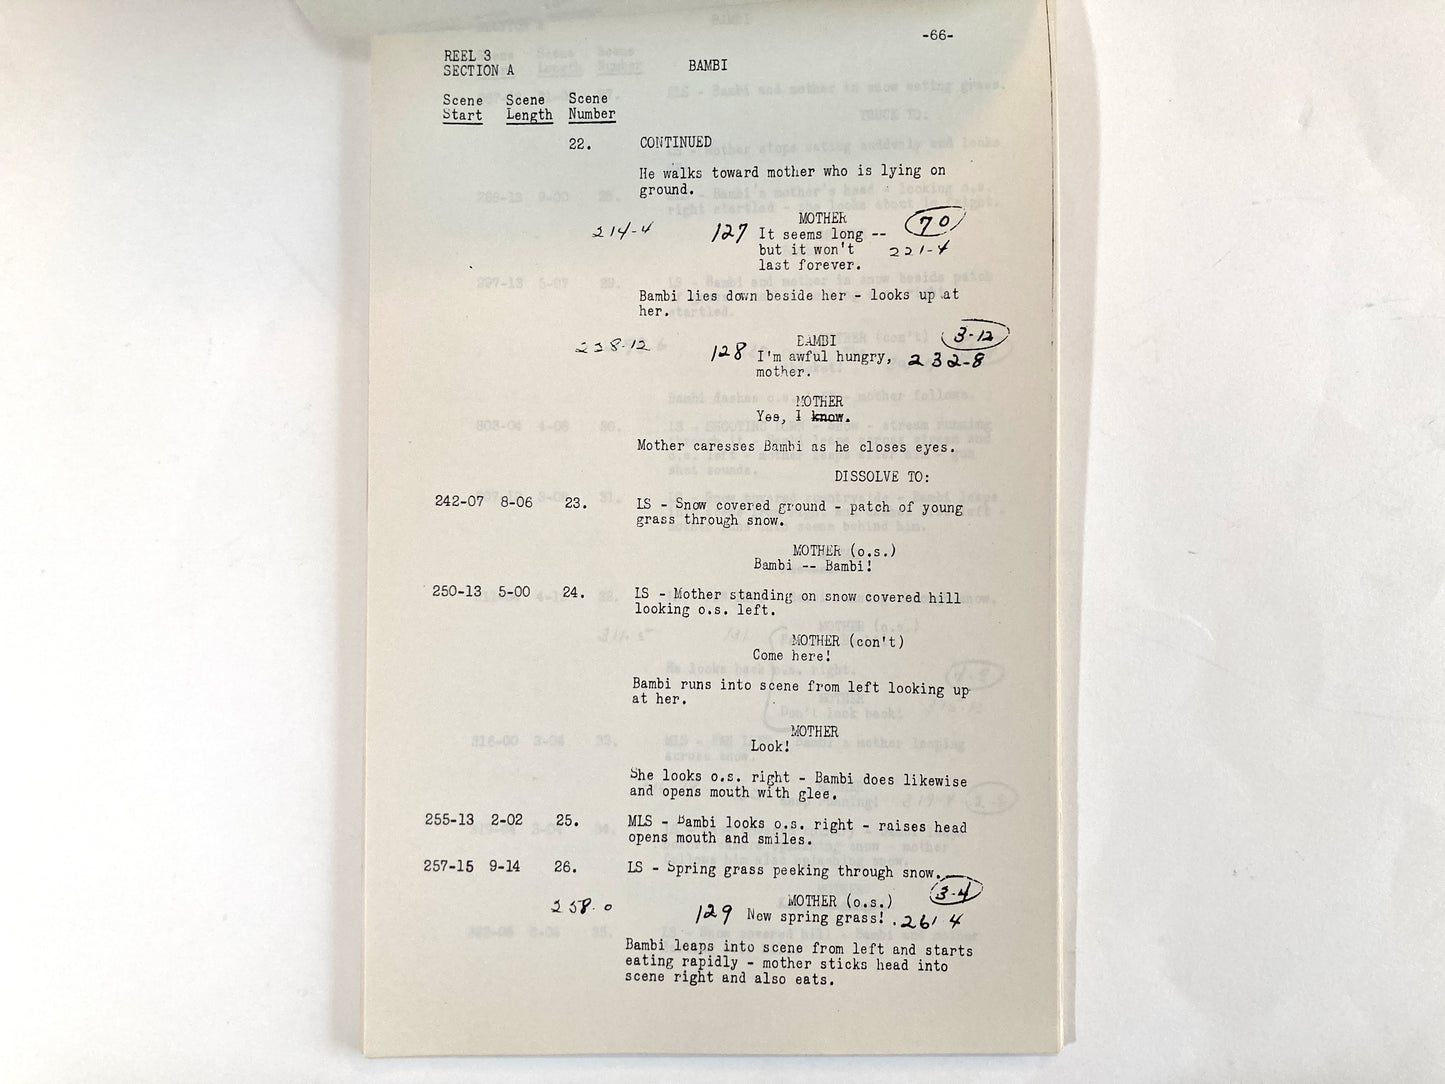 -66-
REEL 3
SECTION A BAMBI
Scene Scene Scene
Start Length Number
22. CONTINUED
He walks toward mother who is lying on
ground.
MOTHER 70
214-4 127 It seems long --
but it won't 221-4
last forever.
Bambi lies down beside her - looks up at
her.
BAMBI 3-12
228-12 128 I'm awful hungry, 232-8
mother.
MOTHER
Yes, I know.
Mother caresses Bambi as he closes eyes.
DISSOLVE TO:
242-07 8-06 23. LS - Snow covered ground - patch of young
grass through snow.
MOTHER (o.s.)
Bambi -- Bambi!
250-13 5-00 24. LS - Mother standing on snow covered hill
looking o.s. left.
MOTHER (con't)
Come here!
Bambi runs into scene from left looking up
at her.
MOTHER
Look!
She looks o.s. right - Bambi does likewise
and opens mouth with glee.
255-13 2-02 25. MLS - Bambi looks o.s. right - raises head
opens mouth and smiles.
257-15 9-14 26. LS - Spring grass peeking through snow.
MOTHER (o.s.) 3-4
258-0 129 New spring grass! 261 4
Bambi leaps into scene from left and starts
eating rapidly - mother sticks head into
scene right and also eats.